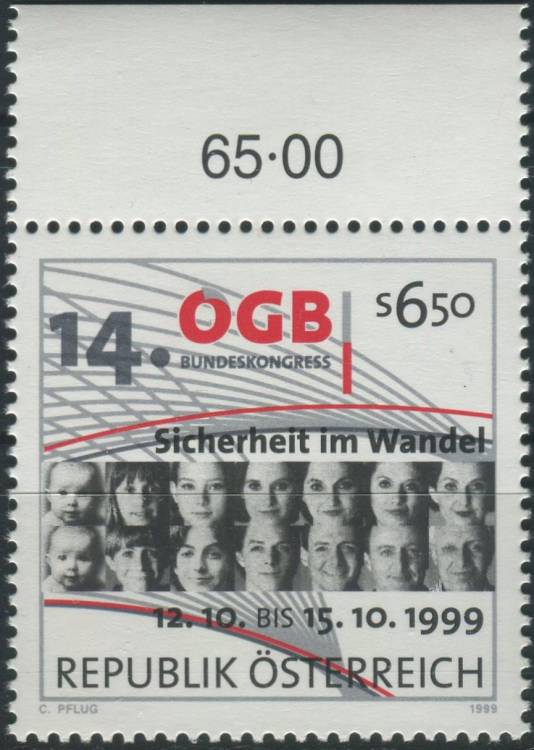 65·00
14. ÖGB S650
BUNDESKONGRESS
Sicherheit im Wandel
12.10. BIS 15.10.1999
REPUBLIK ÖSTERREICH
C. PFLUG 1999